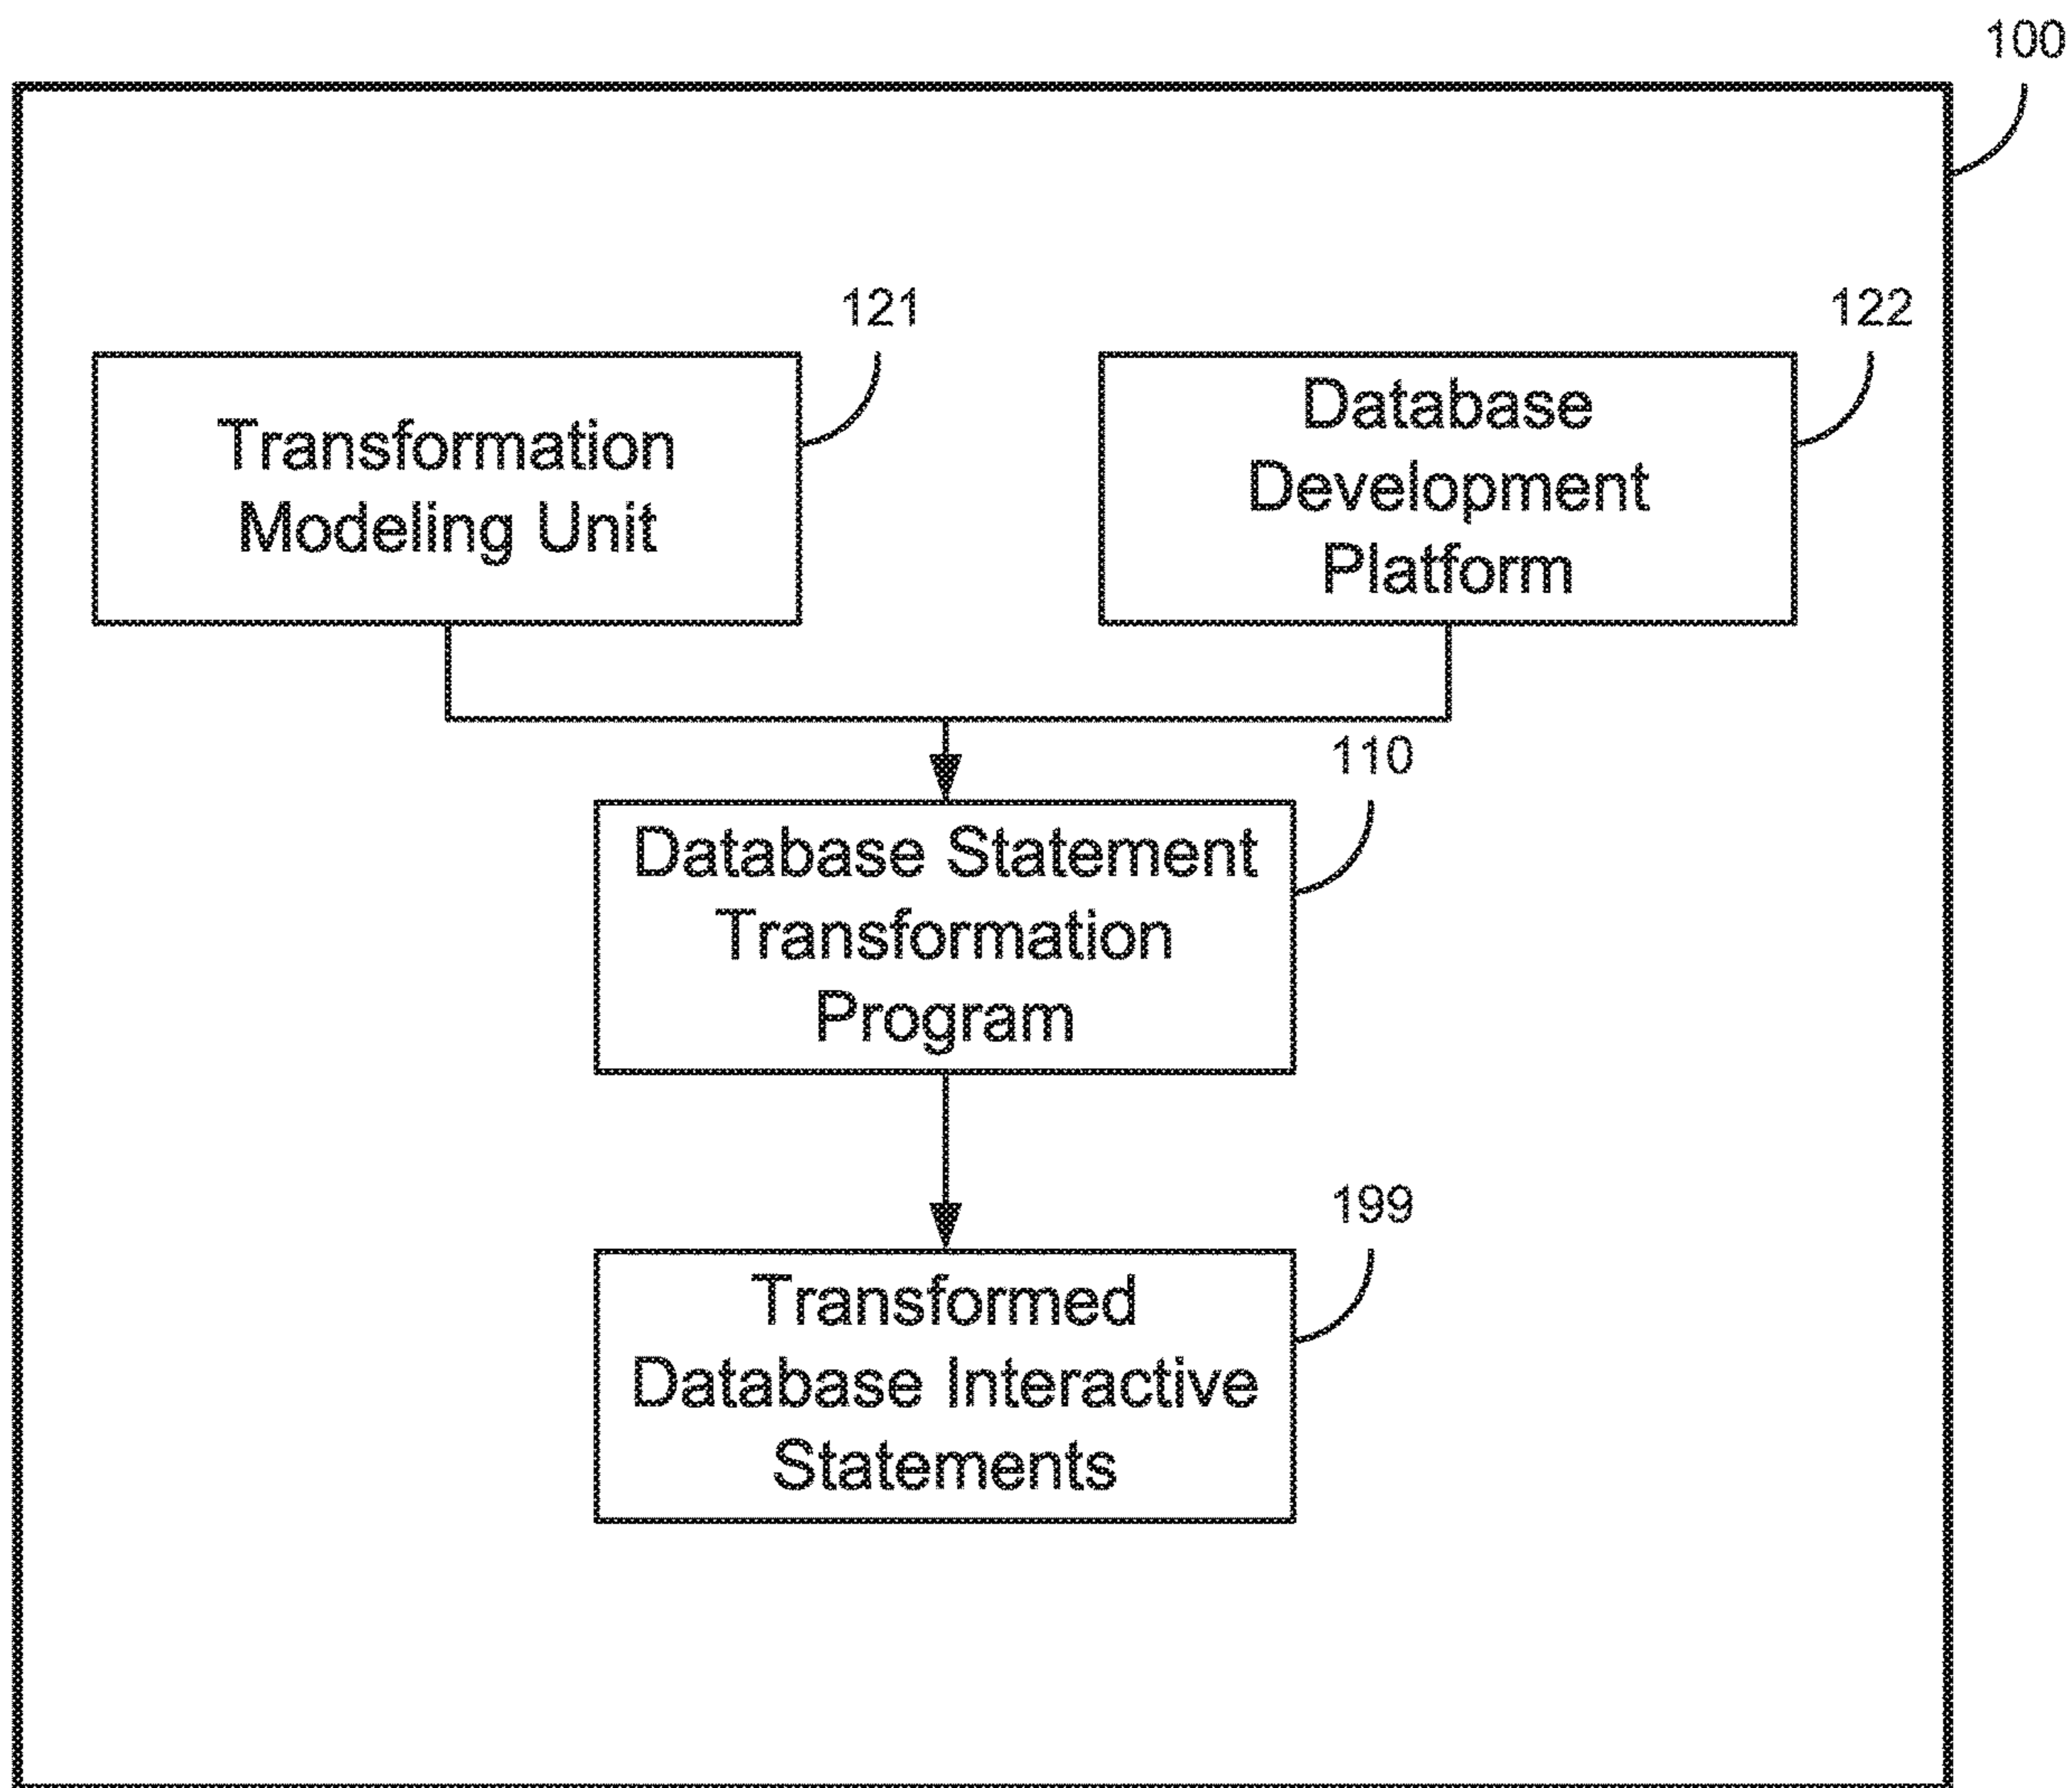 100
121
122
Transformation
Modeling Unit
Database
Development
Platform
110
Database Statement
Transformation
Program
199
Transformed
Database Interactive
Statements